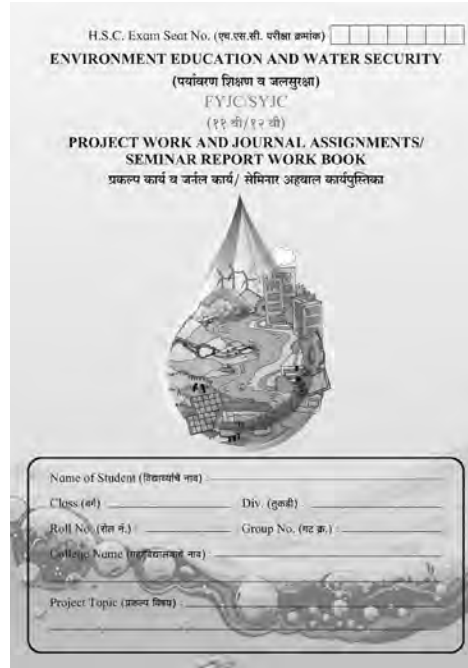 H.S.C. Exam Seat No. (एच.एस.सी. परीक्षा क्रमांक)
ENVIRONMENT EDUCATION AND WATER SECURITY
(पर्यावरण शिक्षण व जलसुरक्षा)
FYJC/SYJC
(११ वी/१२ वी)
PROJECT WORK AND JOURNAL ASSIGNMENTS/
SEMINAR REPORT WORK BOOK
प्रकल्प कार्य व जर्नल कार्य/ सेमिनार अहवाल कार्यपुस्तिका
Name of Student (विद्यार्थ्याचे नाव)
Class (वर्ग) Div. (तुकडी)
Roll No. (रोल नं.) Group No. (गट क्र.)
College Name (महाविद्यालयाचे नाव)
Project Topic (प्रकल्प विषय)